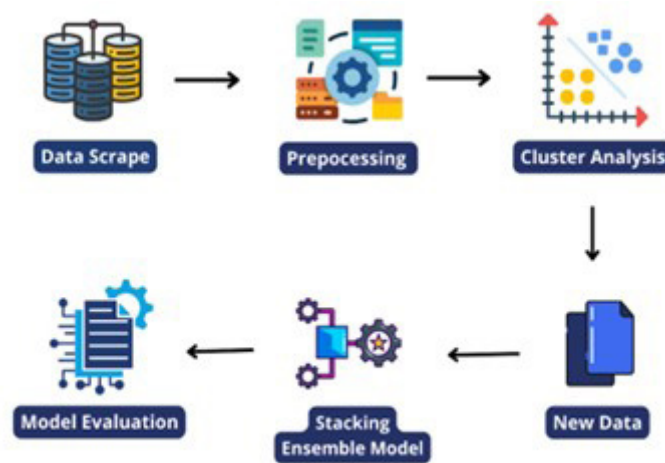 Data Scrape
Prepocessing
Cluster Analysis
Model Evaluation
Stacking
Ensemble Model
New Data